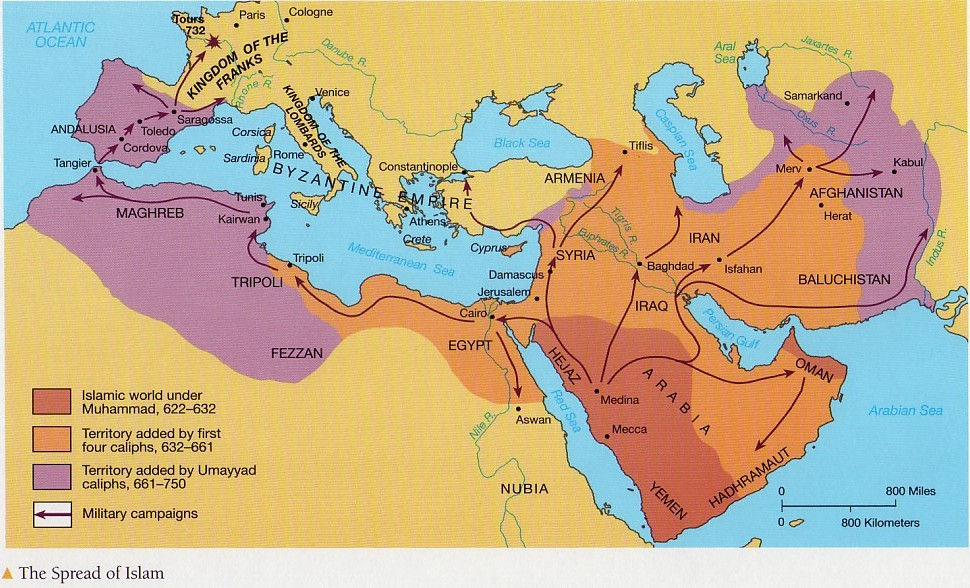 ATLANTIC
OCEAN
Tours
732
Paris
Cologne
KINGDOM OF THE
FRANKS
Danube R.
Rhone R.
Venice
KINGDOM OF THE
LOMBARDS
Aral
Sea
Jaxartes R.
Samarkand
Oxus R.
ANDALUSIA
Saragossa
Toledo
Cordova
Corsica
Sardinia
Rome
Constantinople
Black Sea
Caspian Sea
Tiflis
ARMENIA
Merv
Kabul
AFGHANISTAN
Herat
Tangier
MAGHREB
Tunis
Kairwan
Sicily
BYZANTINE EMPIRE
Athens
Crete
Cyprus
Mediterranean Sea
SYRIA
Tigris R.
Euphrates R.
IRAN
Baghdad
Isfahan
BALUCHISTAN
Indus R.
Tripoli
TRIPOLI
Damascus
Jerusalem
IRAQ
Cairo
EGYPT
Persian Gulf
FEZZAN
HEJAZ
ARABIA
OMAN
Medina
Mecca
Red Sea
Arabian Sea
Aswan
Nile R.
NUBIA
YEMEN
HADHRAMAUT
Islamic world under
Muhammad, 622–632
Territory added by first
four caliphs, 632–661
Territory added by Umayyad
caliphs, 661–750
Military campaigns
0 800 Miles
0 800 Kilometers
The Spread of Islam